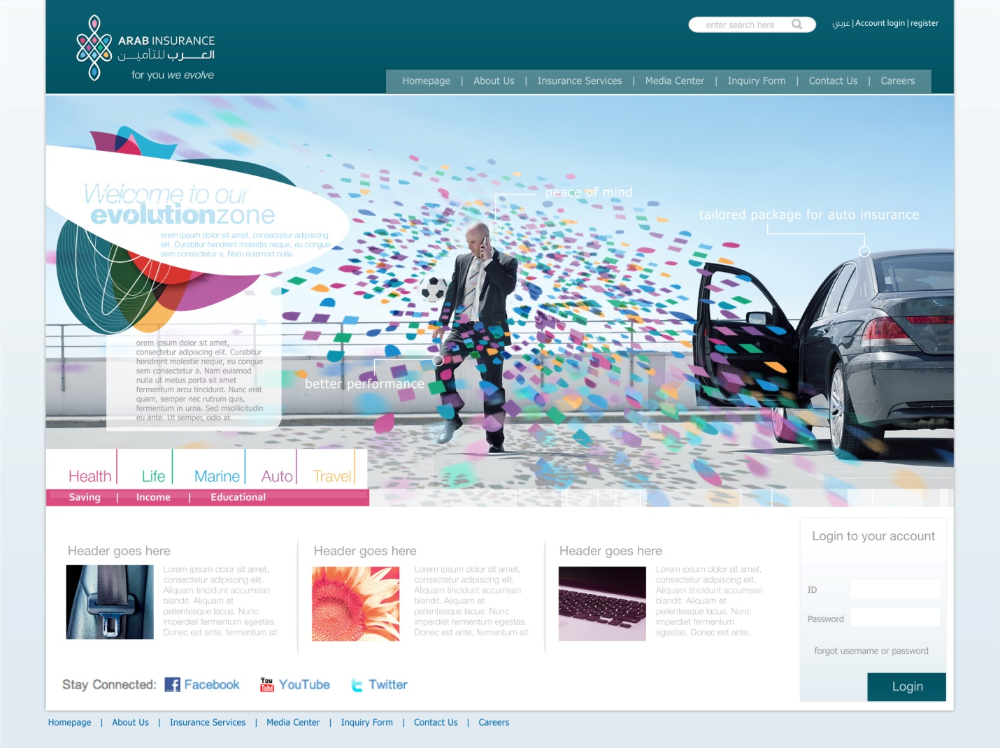 ARAB INSURANCE
العــــرب للتأميـــن
for you we evolve
enter search here
عربي | Account login | register
Homepage | About Us | Insurance Services | Media Center | Inquiry Form | Contact Us | Careers
Welcome to our
evolutionzone
orem ipsum dolor sit amet, consectetur adipiscing
elit. Curabitur hendrerit molestie neque, eu congue
sem consectetur a. Nam euismod nulla.
peace of mind
tailored package for auto insurance
better performance
orem ipsum dolor sit amet,
consectetur adipiscing elit. Curabitur
hendrerit molestie neque, eu congue
sem consectetur a. Nam euismod
nulla ut metus porta sit amet
fermentum arcu tincidunt. Nunc erat
quam, semper nec rutrum quis,
fermentum in urna. Sed msollicitudin
eu ante. Ut semper, odio at.
Health Life Marine Auto Travel
Saving | Income | Educational
Header goes here
Lorem ipsum dolor sit amet,
consectetur adipiscing elit.
Aliquam tincidunt accumsan
blandit. Aliquam et
pellentesque lacus. Nunc
imperdiet fermentum egestas.
Donec est ante, fermentum sit
Header goes here
Lorem ipsum dolor sit amet,
consectetur adipiscing elit.
Aliquam tincidunt accumsan
blandit. Aliquam et
pellentesque lacus. Nunc
imperdiet fermentum egestas.
Donec est ante, fermentum sit
Header goes here
Lorem ipsum dolor sit amet,
consectetur adipiscing elit.
Aliquam tincidunt accumsan
blandit. Aliquam et
pellentesque lacus. Nunc
imperdiet fermentum
egestas. Donec est ante,
Login to your account
ID
Password
forgot username or password
Login
Stay Connected: Facebook You Tube YouTube Twitter
Homepage | About Us | Insurance Services | Media Center | Inquiry Form | Contact Us | Careers